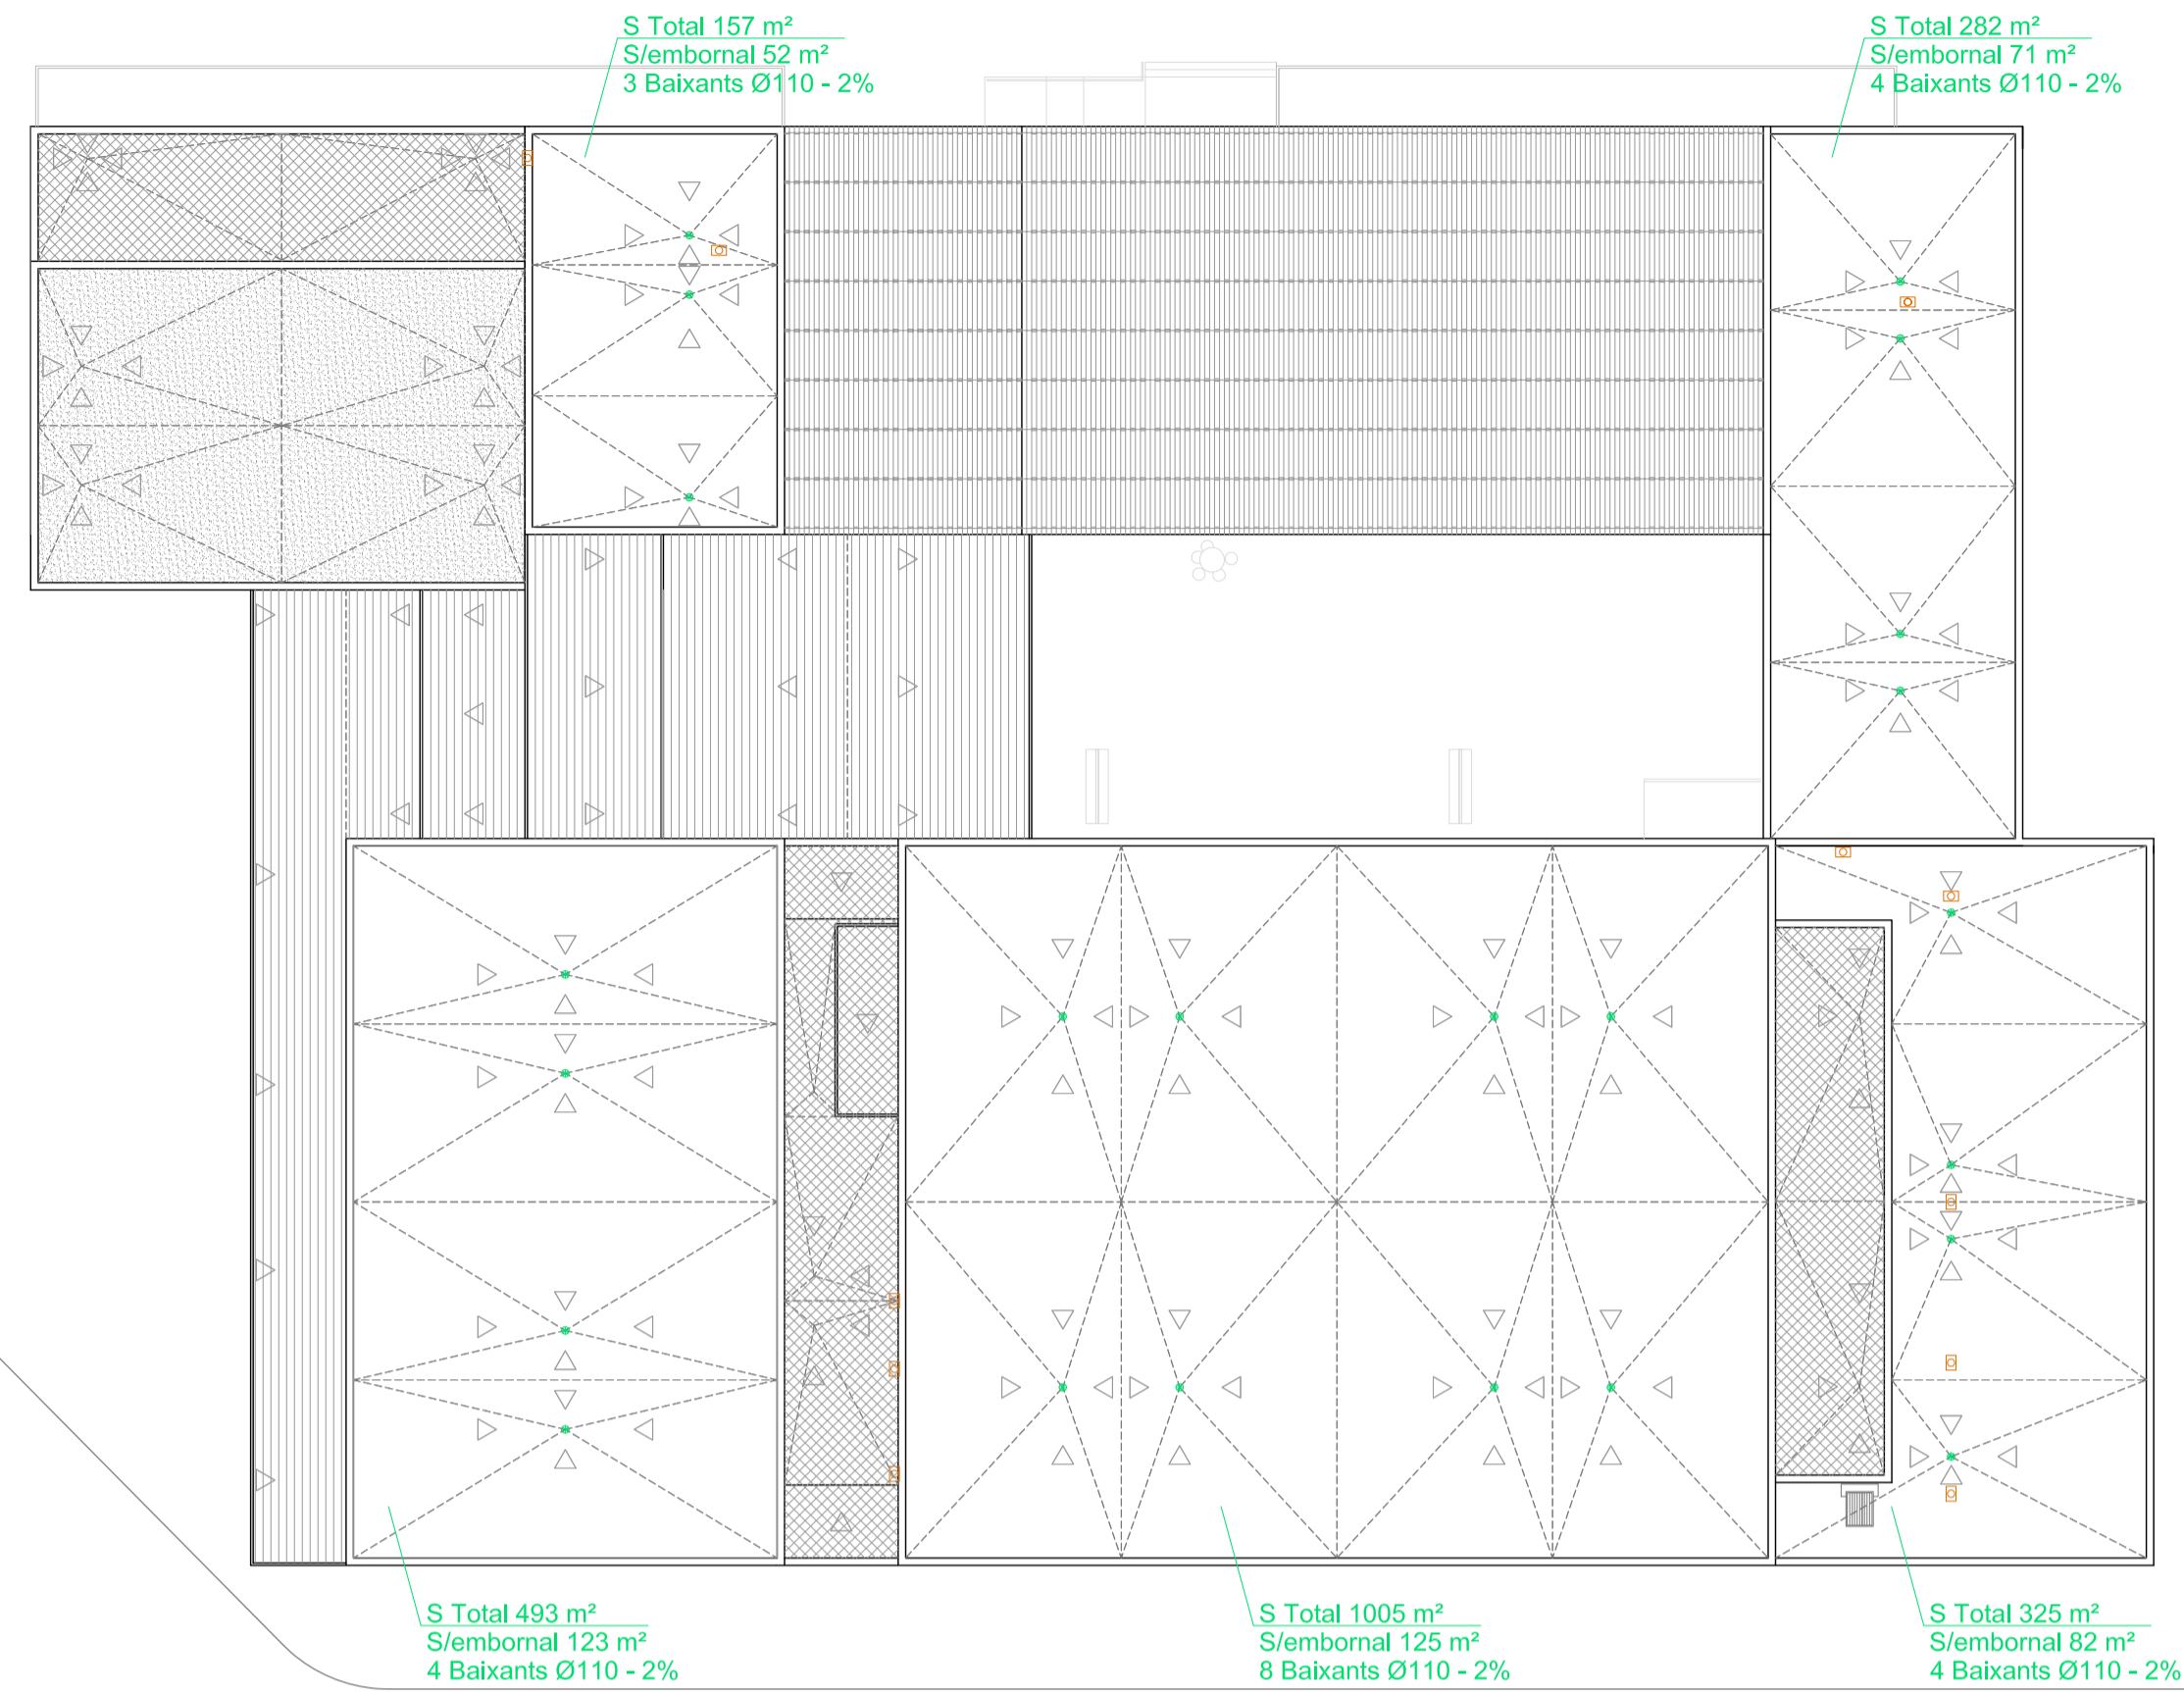 S Total 157 m²
S/embornal 52 m²
3 Baixants Ø110 - 2%
S Total 282 m²
S/embornal 71 m²
4 Baixants Ø110 - 2%
S Total 493 m²
S/embornal 123 m²
4 Baixants Ø110 - 2%
S Total 1005 m²
S/embornal 125 m²
8 Baixants Ø110 - 2%
S Total 325 m²
S/embornal 82 m²
4 Baixants Ø110 - 2%